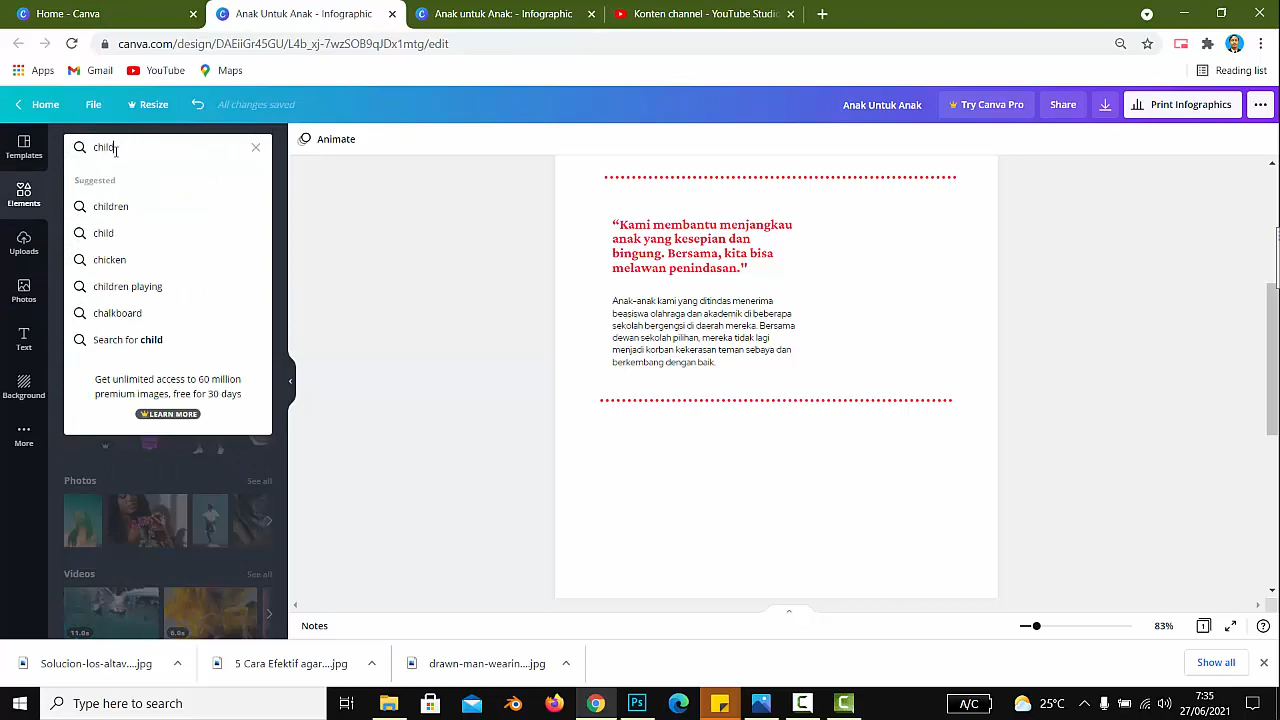 Home - Canva
Anak Untuk Anak - Infographic
Anak untuk Anak: - Infographic
Konten channel - YouTube Studio
canva.com/design/DAEiiGr45GU/L4b_xj-7wzSOB9qJDx1mtg/edit
Apps
Gmail
YouTube
Maps
Reading list
Home
File
Resize
All changes saved
Anak Untuk Anak
Try Canva Pro
Share
Print Infographics
Templates
Elements
Uploads
Photos
Text
Background
More
child
Suggested
children
child
chicken
children playing
chalkboard
Search for child
Get unlimited access to 60 million
premium images, free for 30 days
LEARN MORE
Photos
See all
Videos
See all
11.0s
6.0s
Animate
“Kami membantu menjangkau
anak yang kesepian dan
bingung. Bersama, kita bisa
melawan penindasan."
Anak-anak kami yang ditindas menerima
beasiswa olahraga dan akademik di beberapa
sekolah bergengsi di daerah mereka. Bersama
dewan sekolah pilihan, mereka tidak lagi
menjadi korban kekerasan teman sebaya dan
berkembang dengan baik.
Notes
83%
Solucion-los-altav....jpg
5 Cara Efektif agar....jpg
drawn-man-wearin....jpg
Show all
Type here to search
Ps
A/C
25°C
7:35
27/06/2021